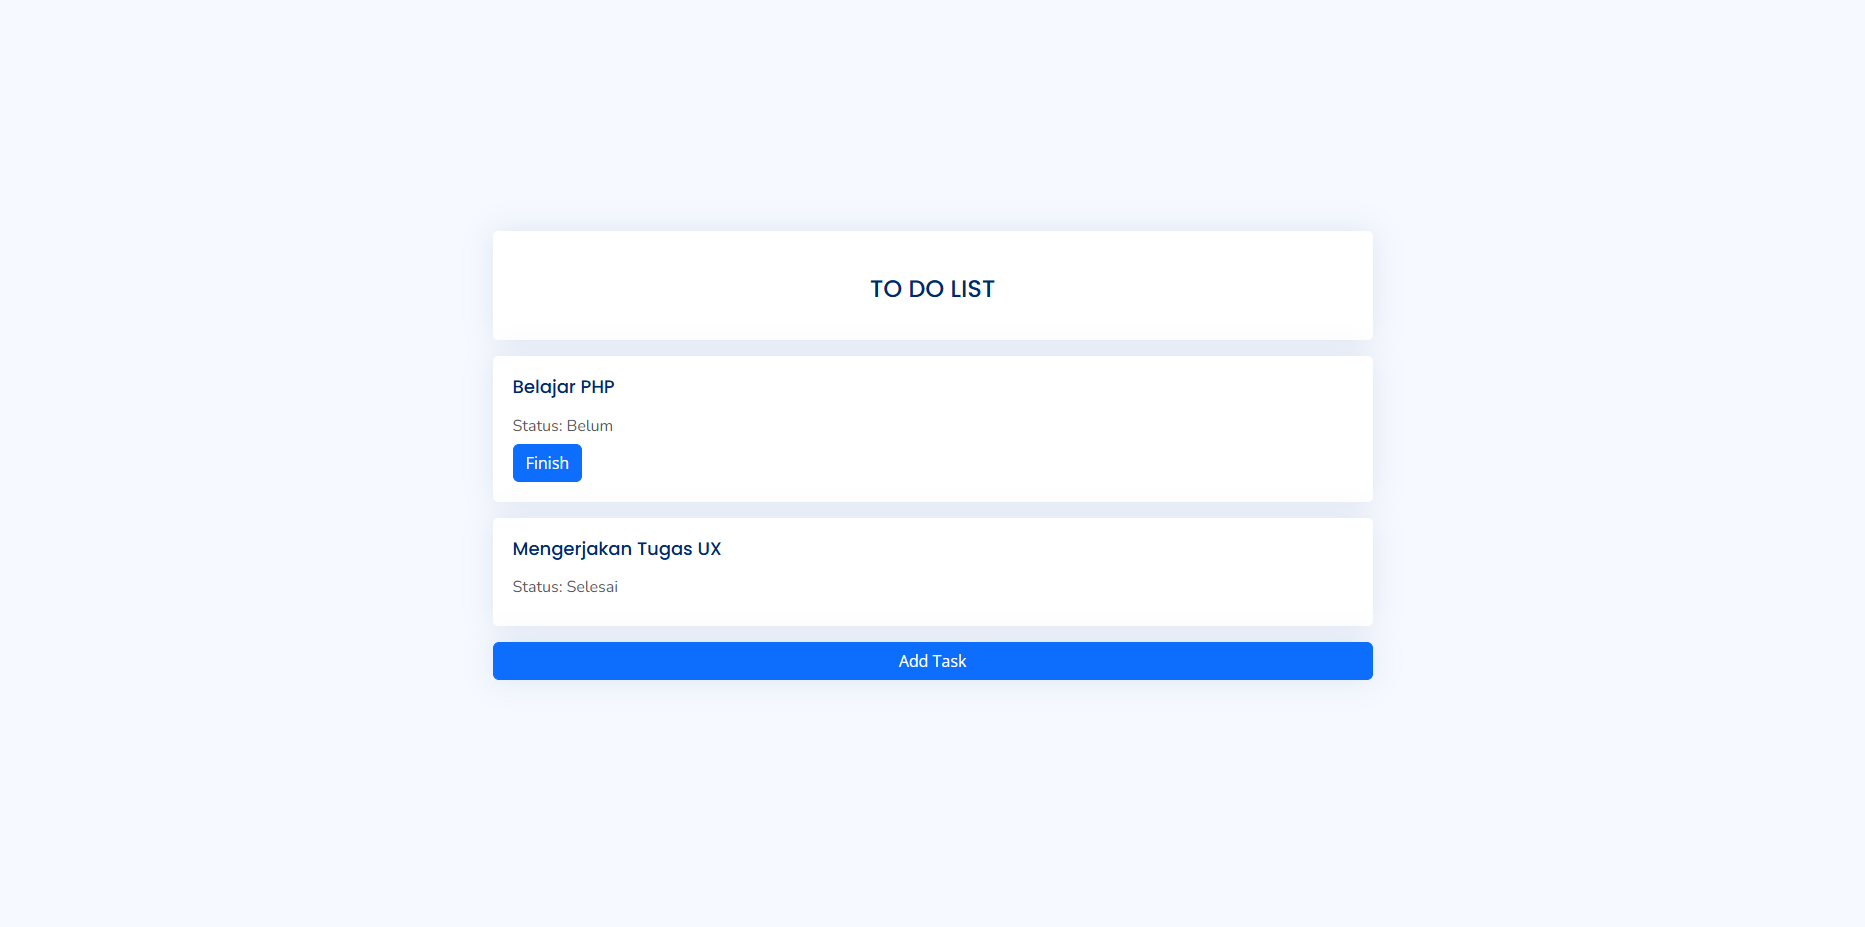 TO DO LIST
Belajar PHP
Status: Belum
Finish
Mengerjakan Tugas UX
Status: Selesai
Add Task